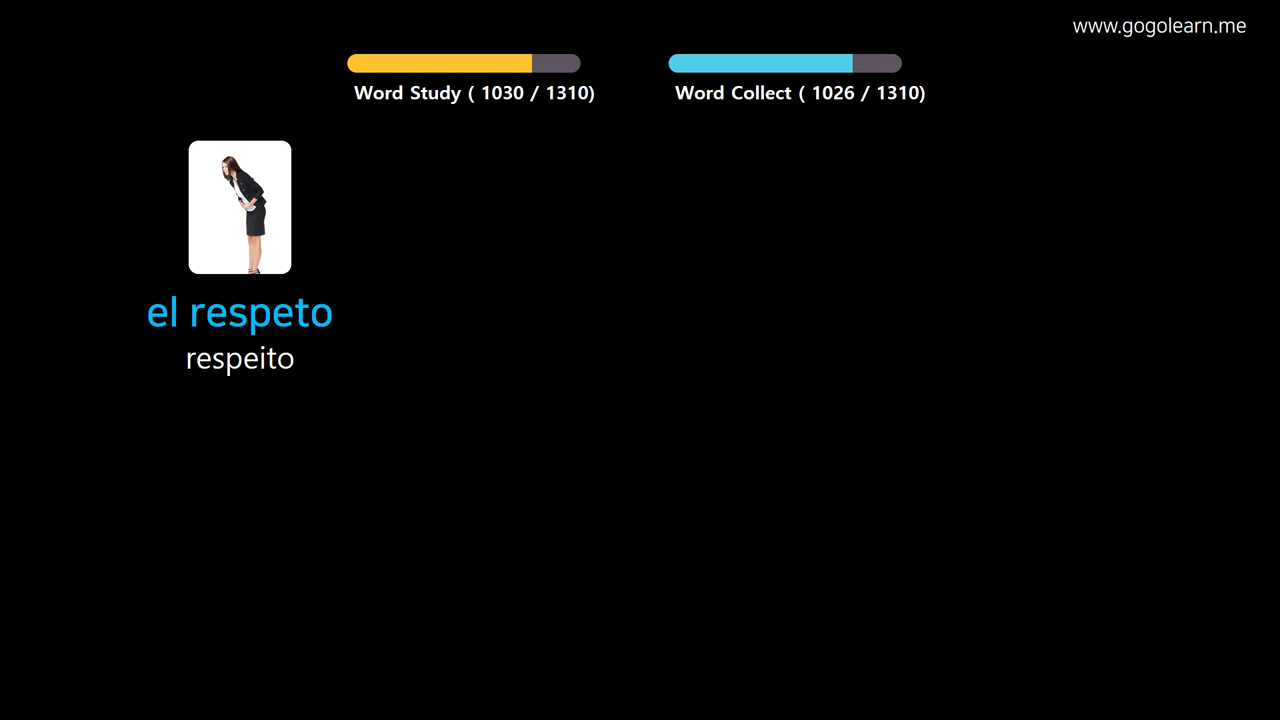 www.gogolearn.me
Word Study ( 1030 / 1310)
Word Collect ( 1026 / 1310)
el respeto
respeito